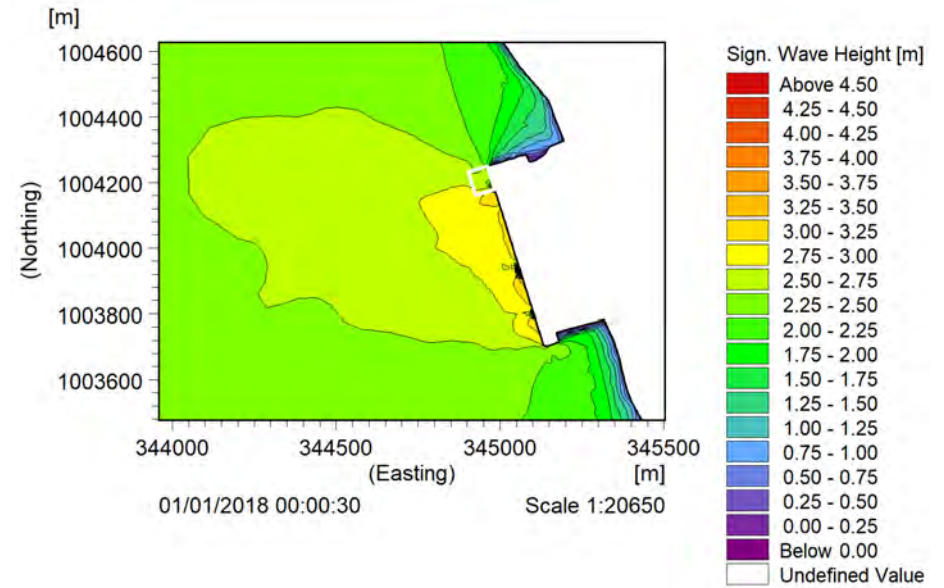 [m]
1004600
1004400
1004200
1004000
1003800
1003600
(Northing)
344000 344500 345000 345500
(Easting) [m]
01/01/2018 00:00:30 Scale 1:20650
Sign. Wave Height [m]
Above 4.50
4.25 - 4.50
4.00 - 4.25
3.75 - 4.00
3.50 - 3.75
3.25 - 3.50
3.00 - 3.25
2.75 - 3.00
2.50 - 2.75
2.25 - 2.50
2.00 - 2.25
1.75 - 2.00
1.50 - 1.75
1.25 - 1.50
1.00 - 1.25
0.75 - 1.00
0.50 - 0.75
0.25 - 0.50
0.00 - 0.25
Below 0.00
Undefined Value